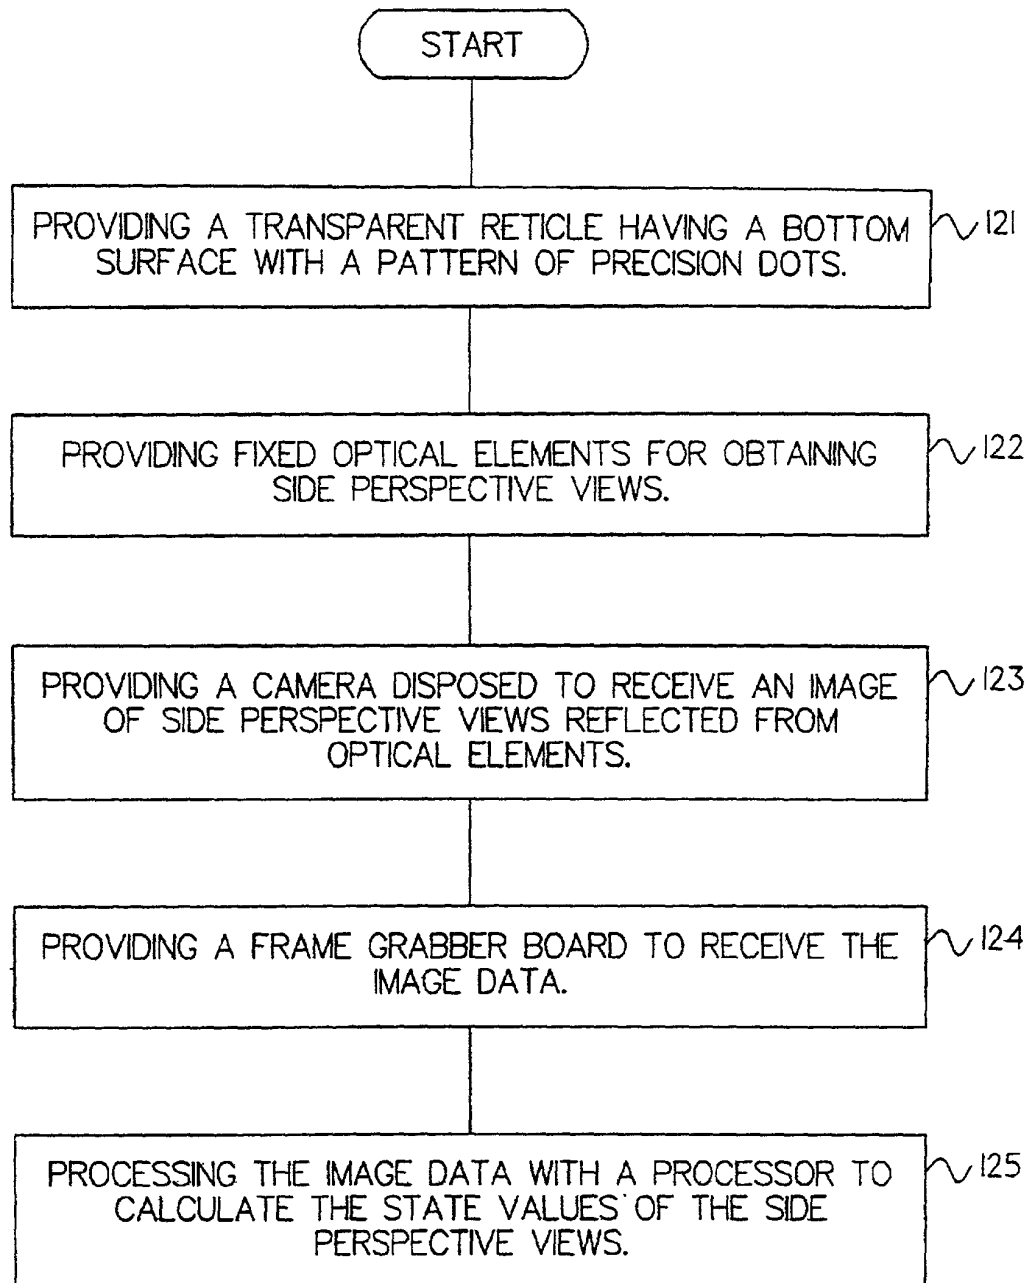 START
PROVIDING A TRANSPARENT RETICLE HAVING A BOTTOM
SURFACE WITH A PATTERN OF PRECISION DOTS.
121
PROVIDING FIXED OPTICAL ELEMENTS FOR OBTAINING
SIDE PERSPECTIVE VIEWS.
122
PROVIDING A CAMERA DISPOSED TO RECEIVE AN IMAGE
OF SIDE PERSPECTIVE VIEWS REFLECTED FROM
OPTICAL ELEMENTS.
123
PROVIDING A FRAME GRABBER BOARD TO RECEIVE THE
IMAGE DATA.
124
PROCESSING THE IMAGE DATA WITH A PROCESSOR TO
CALCULATE THE STATE VALUES OF THE SIDE
PERSPECTIVE VIEWS.
125